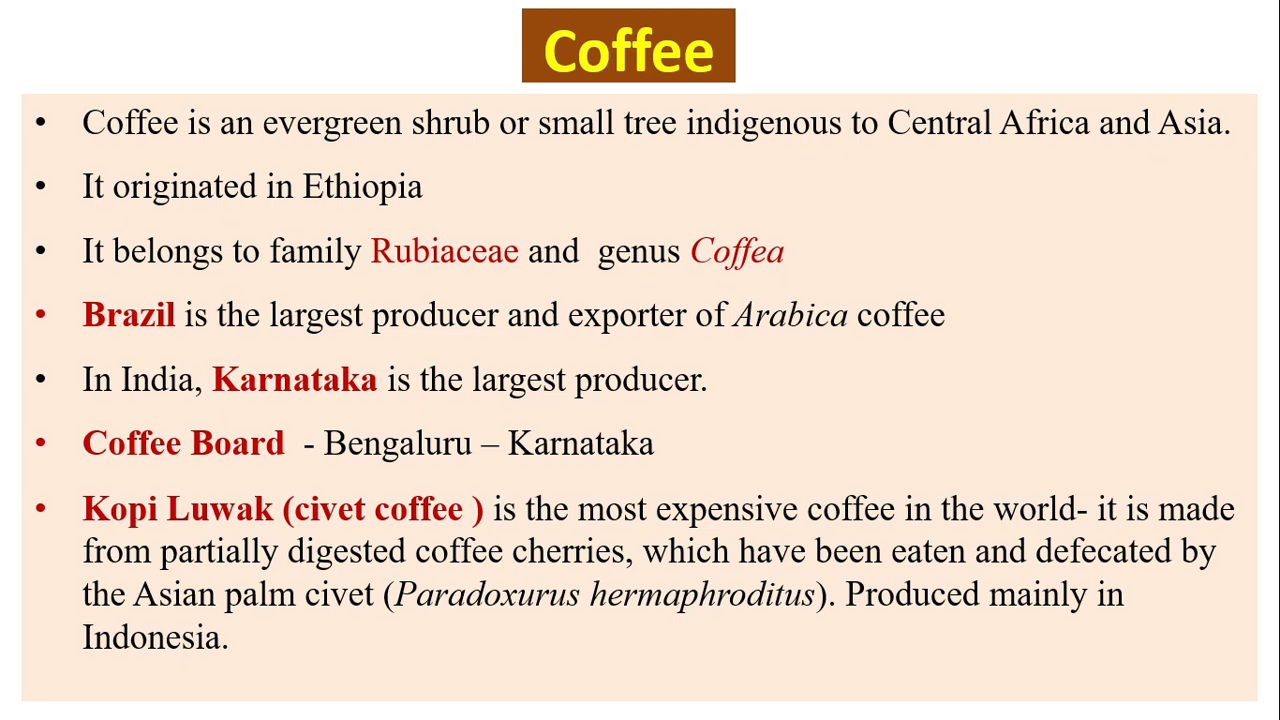 Coffee
• Coffee is an evergreen shrub or small tree indigenous to Central Africa and Asia.
• It originated in Ethiopia
• It belongs to family Rubiaceae and  genus Coffea
• Brazil is the largest producer and exporter of Arabica coffee
• In India, Karnataka is the largest producer.
• Coffee Board  - Bengaluru – Karnataka
• Kopi Luwak (civet coffee ) is the most expensive coffee in the world- it is made
from partially digested coffee cherries, which have been eaten and defecated by
the Asian palm civet (Paradoxurus hermaphroditus). Produced mainly in
Indonesia.